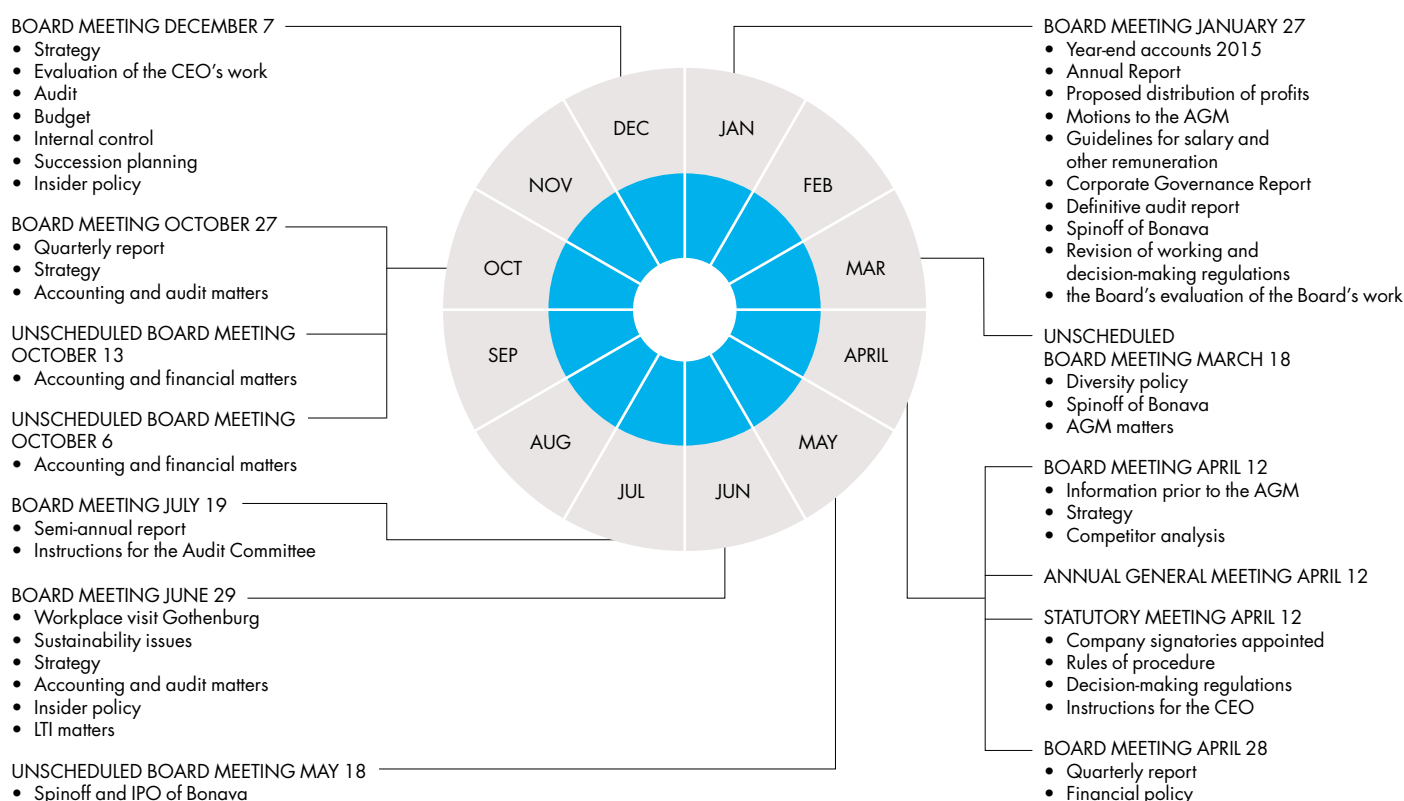 BOARD MEETING DECEMBER 7
• Strategy
• Evaluation of the CEO's work
• Audit
• Budget
• Internal control
• Succession planning
• Insider policy
BOARD MEETING OCTOBER 27
• Quarterly report
• Strategy
• Accounting and audit matters
UNSCHEDULED BOARD MEETING
OCTOBER 13
• Accounting and financial matters
UNSCHEDULED BOARD MEETING
OCTOBER 6
• Accounting and financial matters
BOARD MEETING JULY 19
• Semi-annual report
• Instructions for the Audit Committee
BOARD MEETING JUNE 29
• Workplace visit Gothenburg
• Sustainability issues
• Strategy
• Accounting and audit matters
• Insider policy
• LTI matters
UNSCHEDULED BOARD MEETING MAY 18
• Spinoff and IPO of Bonava
JAN
FEB
MAR
APRIL
MAY
JUN
JUL
AUG
SEP
OCT
NOV
DEC
BOARD MEETING JANUARY 27
• Year-end accounts 2015
• Annual Report
• Proposed distribution of profits
• Motions to the AGM
• Guidelines for salary and
other remuneration
• Corporate Governance Report
• Definitive audit report
• Spinoff of Bonava
• Revision of working and
decision-making regulations
• the Board's evaluation of the Board's work
UNSCHEDULED
BOARD MEETING MARCH 18
• Diversity policy
• Spinoff of Bonava
• AGM matters
BOARD MEETING APRIL 12
• Information prior to the AGM
• Strategy
• Competitor analysis
ANNUAL GENERAL MEETING APRIL 12
STATUTORY MEETING APRIL 12
• Company signatories appointed
• Rules of procedure
• Decision-making regulations
• Instructions for the CEO
BOARD MEETING APRIL 28
• Quarterly report
• Financial policy